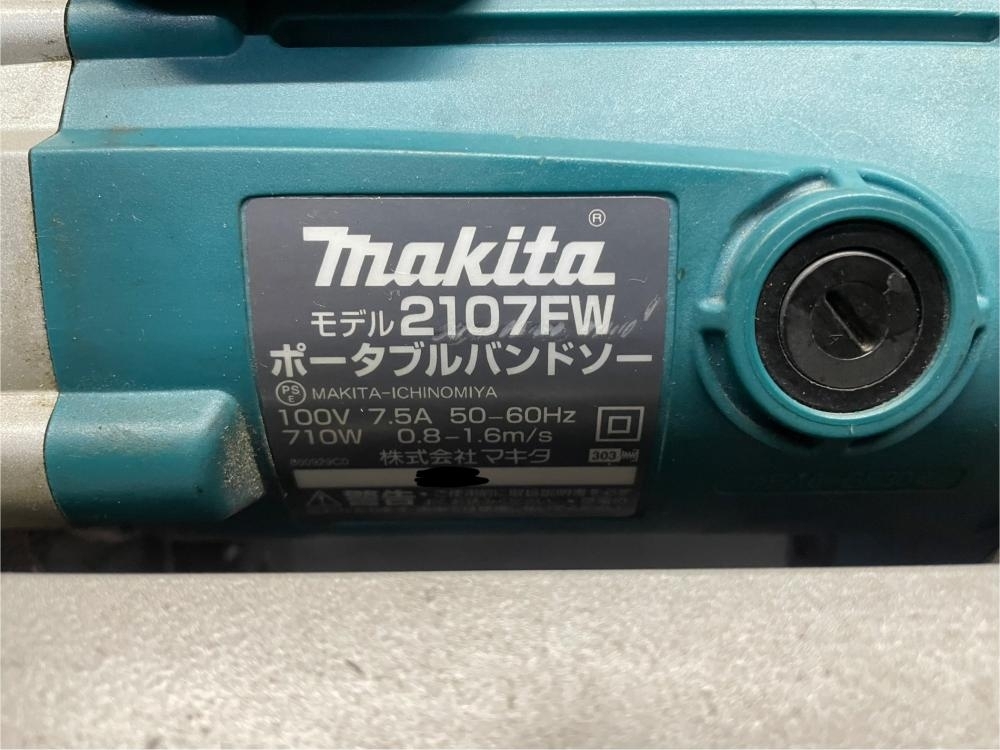 makita®
モデル 2107FW
ポータブルバンドソー
PSE MAKITA-ICHINOMIYA
100V 7.5A 50-60Hz
710W 0.8-1.6m/s
株式会社マキタ 303
⚠警告